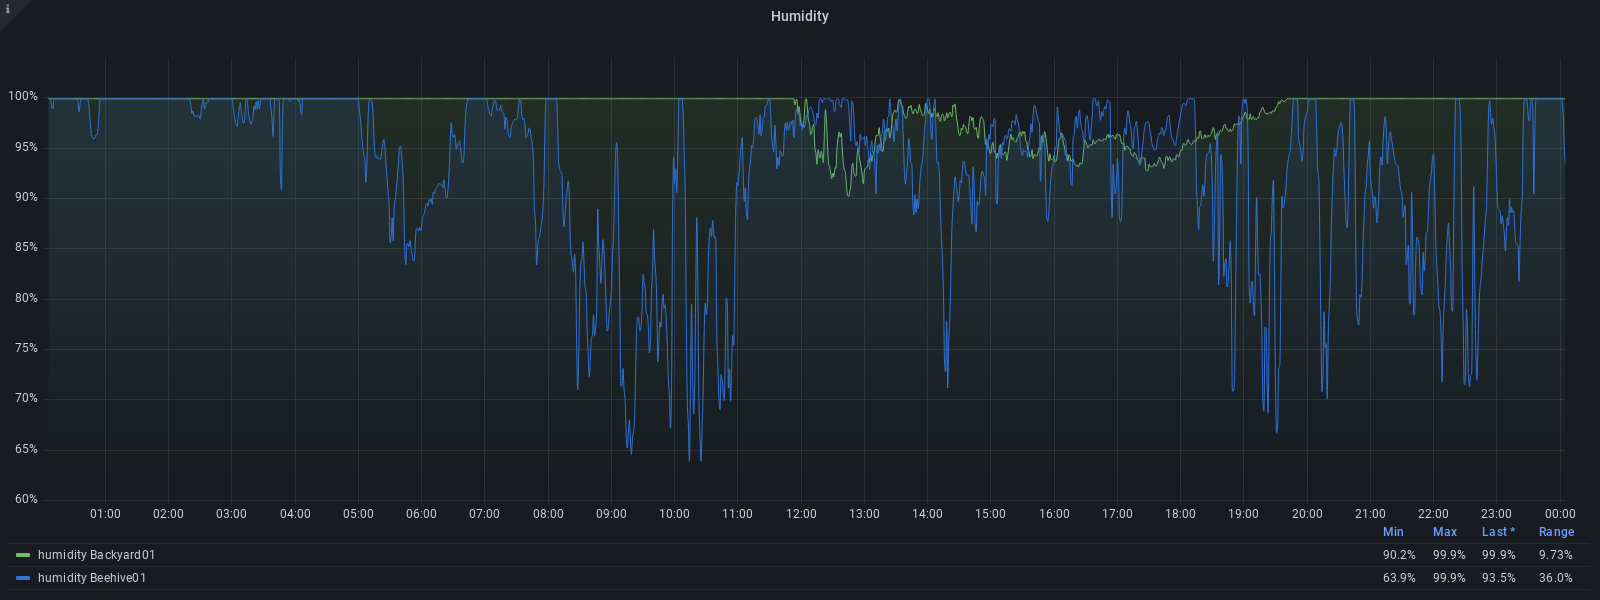 i
Humidity
100%
95%
90%
85%
80%
75%
70%
65%
60%
01:00 02:00 03:00 04:00 05:00 06:00 07:00 08:00 09:00 10:00 11:00 12:00 13:00 14:00 15:00 16:00 17:00 18:00 19:00 20:00 21:00 22:00 23:00 00:00
Min Max Last * Range
humidity Backyard01 90.2% 99.9% 99.9% 9.73%
humidity Beehive01 63.9% 99.9% 93.5% 36.0%